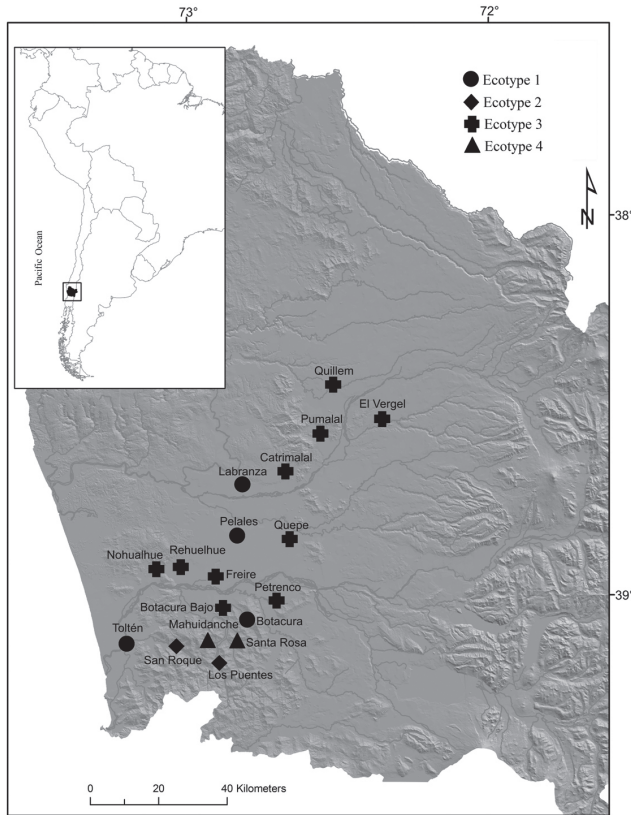 73°
72°
Ecotype 1
Ecotype 2
Ecotype 3
Ecotype 4
N
38°
Pacific Ocean
Quillem
El Vergel
Pumalal
Catrimalal
Labranza
Pelales
Quepe
Nohualhue
Rehuelhue
Freire
Petrenco
39°
Botacura Bajo
Botacura
Mahuidanche
Toltén
Santa Rosa
San Roque
Los Puentes
0 20 40 Kilometers